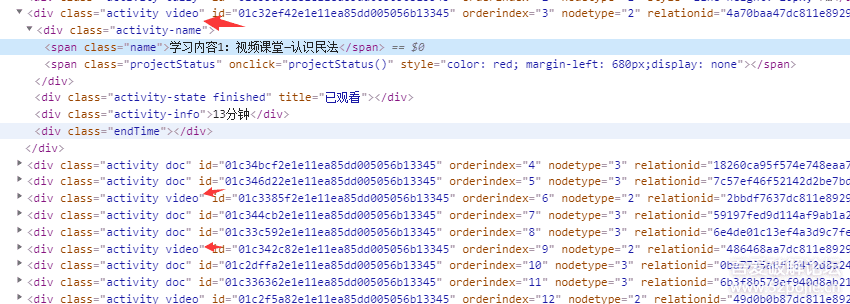 <div class="activity video" id="01c32ef42e1e11ea85dd005056b13345" orderindex="3" nodetype="2" relationid="4a70baa47dc811e8929
<div class="activity-name">
<span class="name">学习内容1：视频课堂—认识民法</span> == $0
<span class="projectStatus" onclick="projectStatus()" style="color: red; margin-left: 680px;display: none"></span>
</div>
<div class="activity-state finished" title="已观看"></div>
<div class="activity-info">13分钟</div>
<div class="endTime"></div>
</div>
<div class="activity doc" id="01c34bcf2e1e11ea85dd005056b13345" orderindex="4" nodetype="3" relationid="18260ca95f574e748eaa7
<div class="activity doc" id="01c346d22e1e11ea85dd005056b13345" orderindex="5" nodetype="3" relationid="7c57ef46f52142d2be7bd
<div class="activity video" id="01c3385f2e1e11ea85dd005056b13345" orderindex="6" nodetype="2" relationid="2bbdf7637dc811e8929
<div class="activity doc" id="01c344cb2e1e11ea85dd005056b13345" orderindex="7" nodetype="3" relationid="59197fed9d114af9ab1a2
<div class="activity doc" id="01c33c592e1e11ea85dd005056b13345" orderindex="8" nodetype="3" relationid="6e4de01c13ef4a3d9c7fe
<div class="activity video" id="01c342c82e1e11ea85dd005056b13345" orderindex="9" nodetype="2" relationid="486468aa7dc811e8929
<div class="activity doc" id="01c2dffa2e1e11ea85dd005056b13345" orderindex="10" nodetype="3"
<div class="activity doc" id="01c336362e1e11ea85dd005056b13345" orderindex="11" nodetype="3"
<div class="activity video" id="01c2f5a82e1e11ea85dd005056b13345" orderindex="12" nodetype="2"